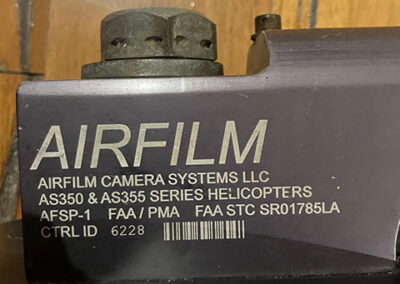 AIRFILM
AIRFILM CAMERA SYSTEMS LLC
AS350 & AS355 SERIES HELICOPTERS
AFSP-1 FAA / PMA FAA STC SR01785LA
CTRL ID 6228